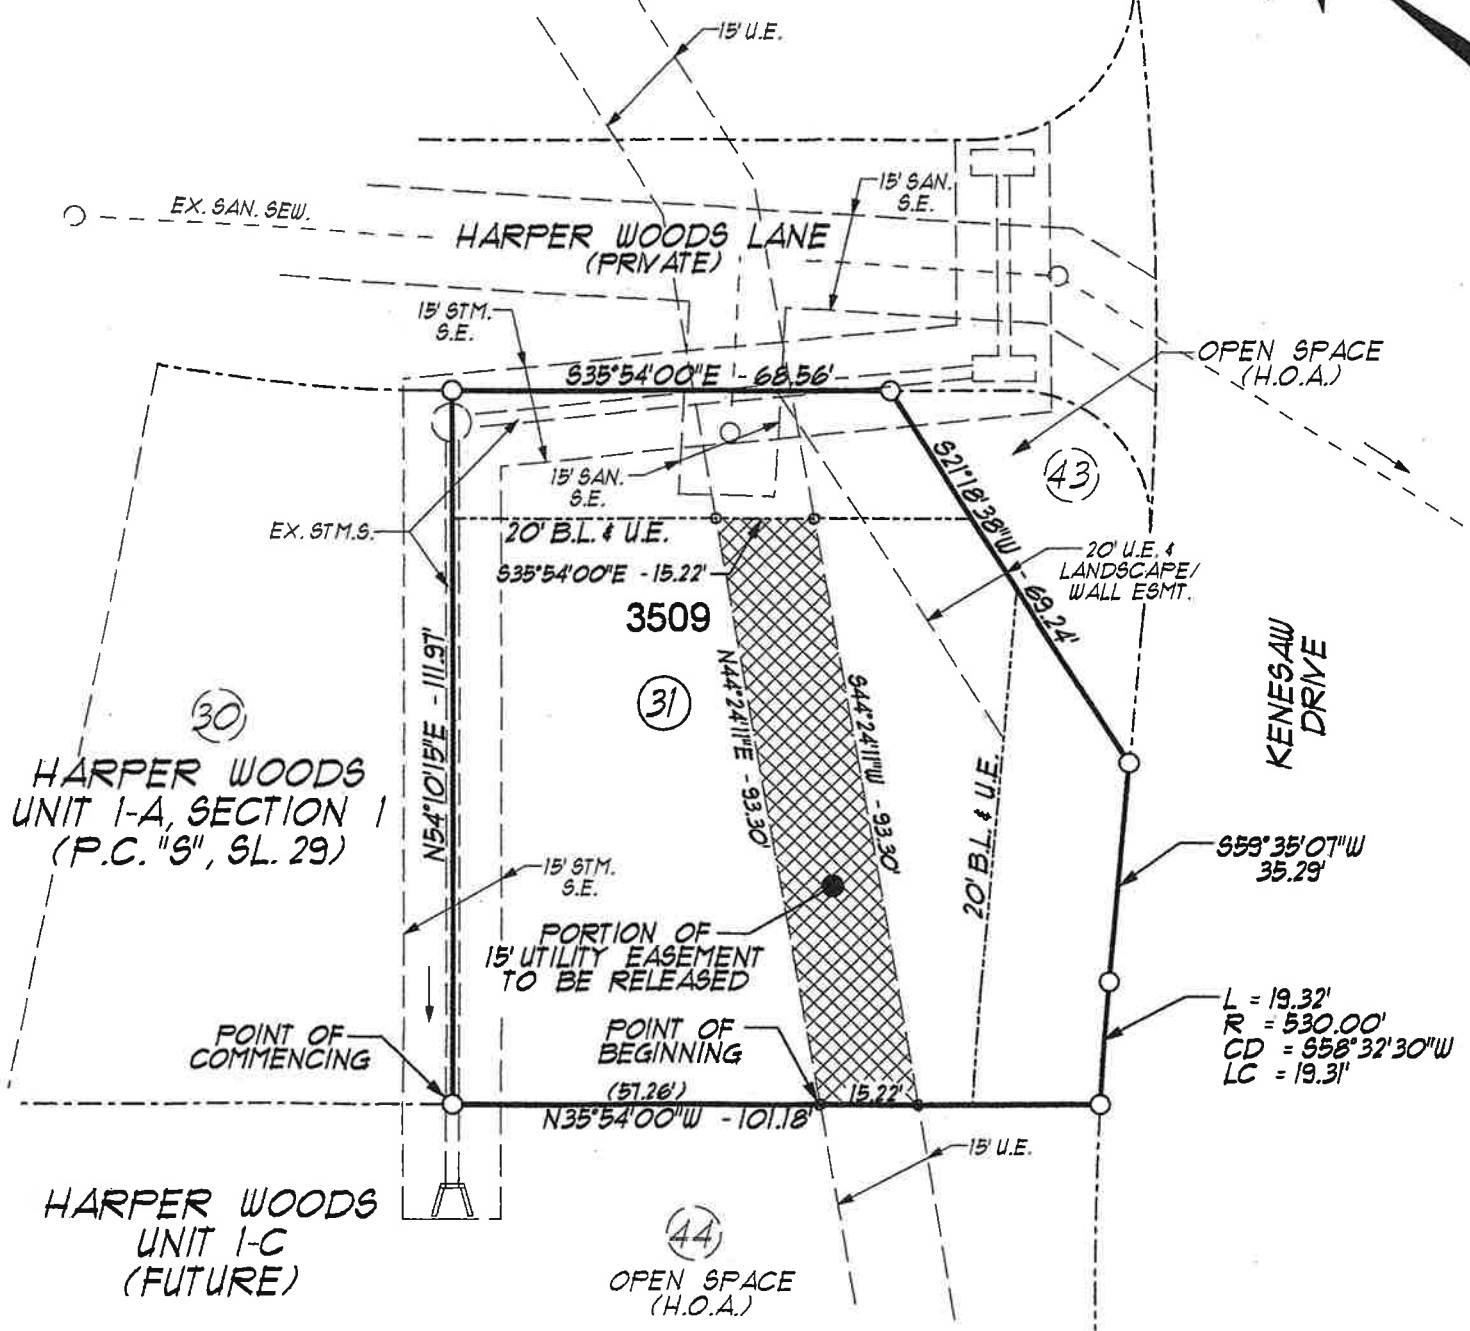 15' U.E.
15' SAN.
S.E.
EX. SAN. SEW.
HARPER WOODS LANE
(PRIVATE)
15' STM.
S.E.
OPEN SPACE
(H.O.A.)
S35°54'00"E - 68.56'
S21°18'38"W - 69.24'
43
15' SAN.
S.E.
EX. STM.S.
20' B.L. & U.E.
20' U.E. &
LANDSCAPE/
WALL ESMT.
S35°54'00"E - 15.22'
3509
KENESAW
DRIVE
N54°10'15"E - 111.97'
N44°24'11"E - 93.30'
S44°24'11"W - 93.30'
31
30
HARPER WOODS
UNIT 1-A, SECTION 1
(P.C. "S", SL. 29)
20' B.L. & U.E.
S59°35'07"W
35.29'
15' STM.
S.E.
PORTION OF
15' UTILITY EASEMENT
TO BE RELEASED
L = 19.32'
R = 530.00'
CD = S58°32'30"W
LC = 19.31'
POINT OF
COMMENCING
POINT OF
BEGINNING
(57.26')
15.22'
N35°54'00"W - 101.18'
15' U.E.
HARPER WOODS
UNIT 1-C
(FUTURE)
44
OPEN SPACE
(H.O.A.)